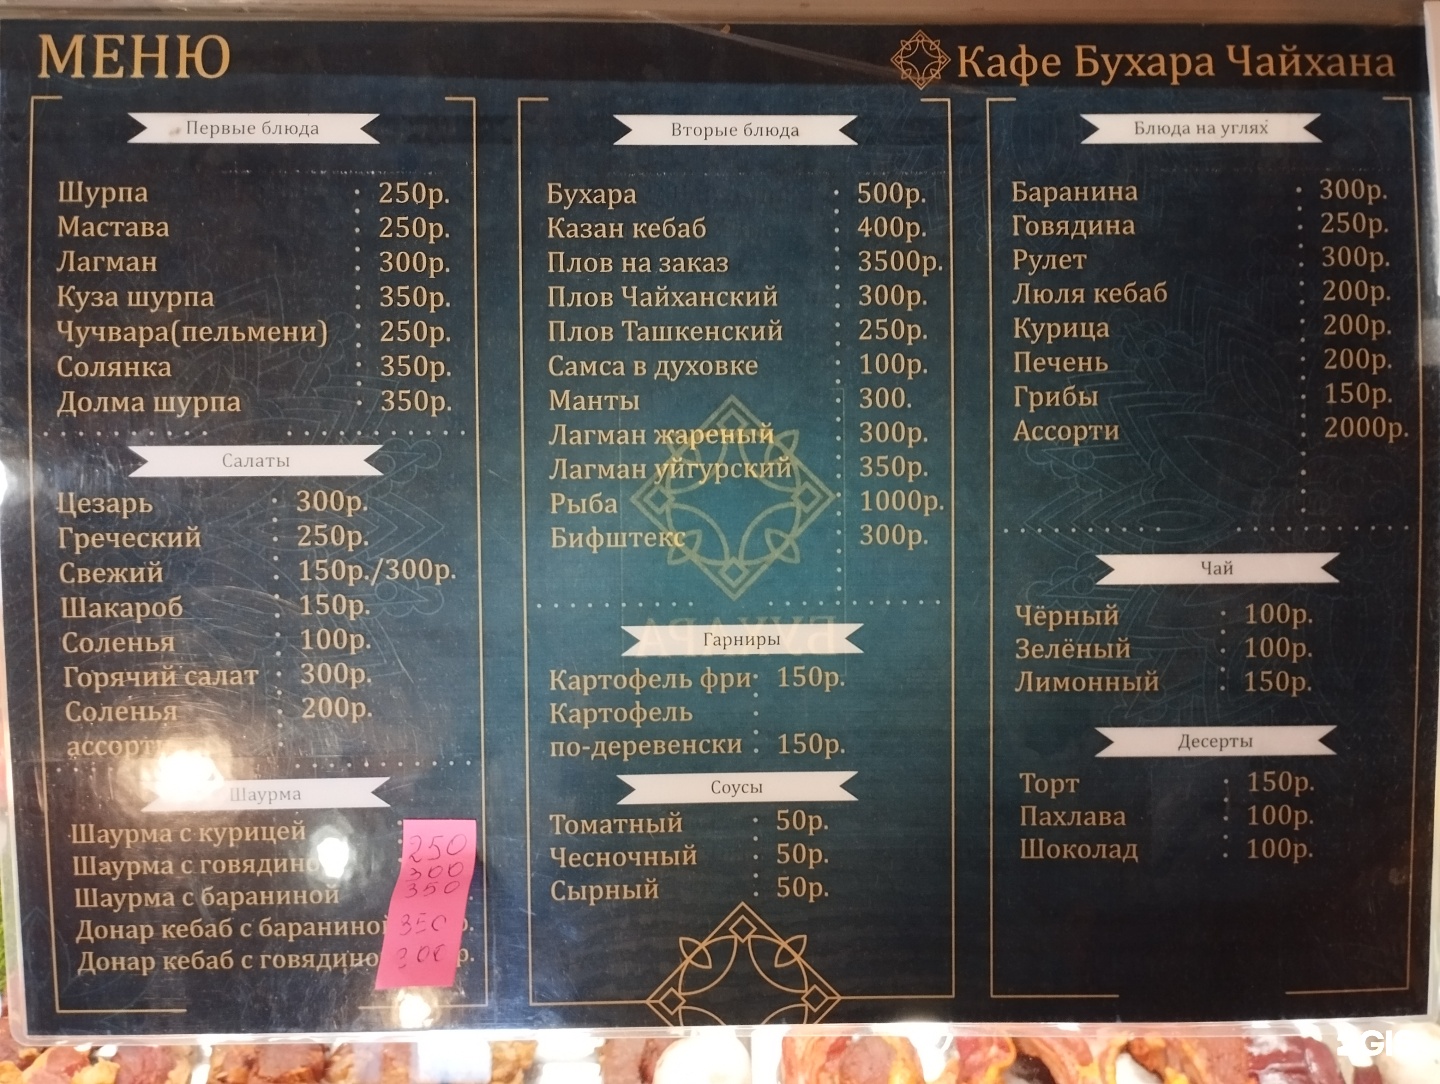 МЕНЮ
Кафе Бухара Чайхана
Первые блюда
Шурпа : 250р.
Мастава : 250р.
Лагман : 300р.
Куза шурпа : 350р.
Чучвара(пельмени) : 250р.
Солянка : 350р.
Долма шурпа : 350р.
Салаты
Цезарь : 300р.
Греческий : 250р.
Свежий : 150р./300р.
Шакароб : 150р.
Соленья : 100р.
Горячий салат : 300р.
Соленья : 200р.
ассорти
Шаурма
Шаурма с курицей 250
Шаурма с говядиной 300
Шаурма с бараниной 350
Донар кебаб с бараниной 350 р.
Донар кебаб с говядиной р.
Вторые блюда
Бухара : 500р.
Казан кебаб : 400р.
Плов на заказ : 3500р.
Плов Чайханский : 300р.
Плов Ташкенский : 250р.
Самса в духовке : 100р.
Манты : 300.
Лагман жареный : 300р.
Лагман уйгурский : 350р.
Рыба : 1000р.
Бифштекс : 300р.
БУХАРА
Гарниры
Картофель фри : 150р.
Картофель
по-деревенски : 150р.
Соусы
Томатный : 50р.
Чесночный : 50р.
Сырный : 50р.
Блюда на углях
Баранина : 300р.
Говядина : 250р.
Рулет : 300р.
Люля кебаб : 200р.
Курица : 200р.
Печень : 200р.
Грибы : 150р.
Ассорти : 2000р.
Чай
Чёрный : 100р.
Зелёный : 100р.
Лимонный : 150р.
Десерты
Торт : 150р.
Пахлава : 100р.
Шоколад : 100р.